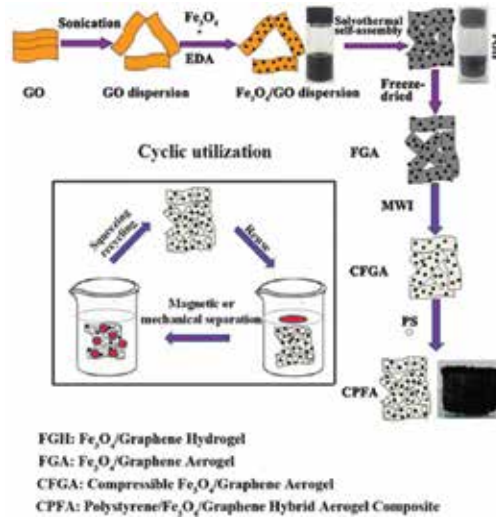 Sonication
Fe3O4
+
EDA
Solvothermal
self-assembly
FGH
GO
GO dispersion
Fe3O4/GO dispersion
Freeze-
dried
FGA
Cyclic utilization
MWI
Squeezing
recycling
Reuse
CFGA
Magnetic or
mechanical separation
PS
CPFA
FGH: Fe3O4/Graphene Hydrogel
FGA: Fe3O4/Graphene Aerogel
CFGA: Compressible Fe3O4/Graphene Aerogel
CPFA: Polystyrene/Fe3O4/Graphene Hybrid Aerogel Composite